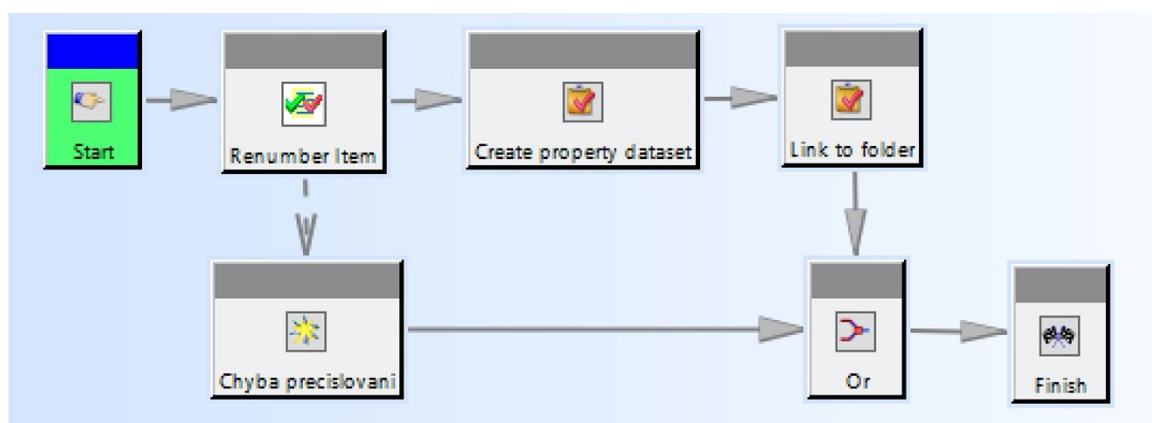 Start
Renumber Item
Create property dataset
Link to folder
Chyba precislovani
Or
Finish